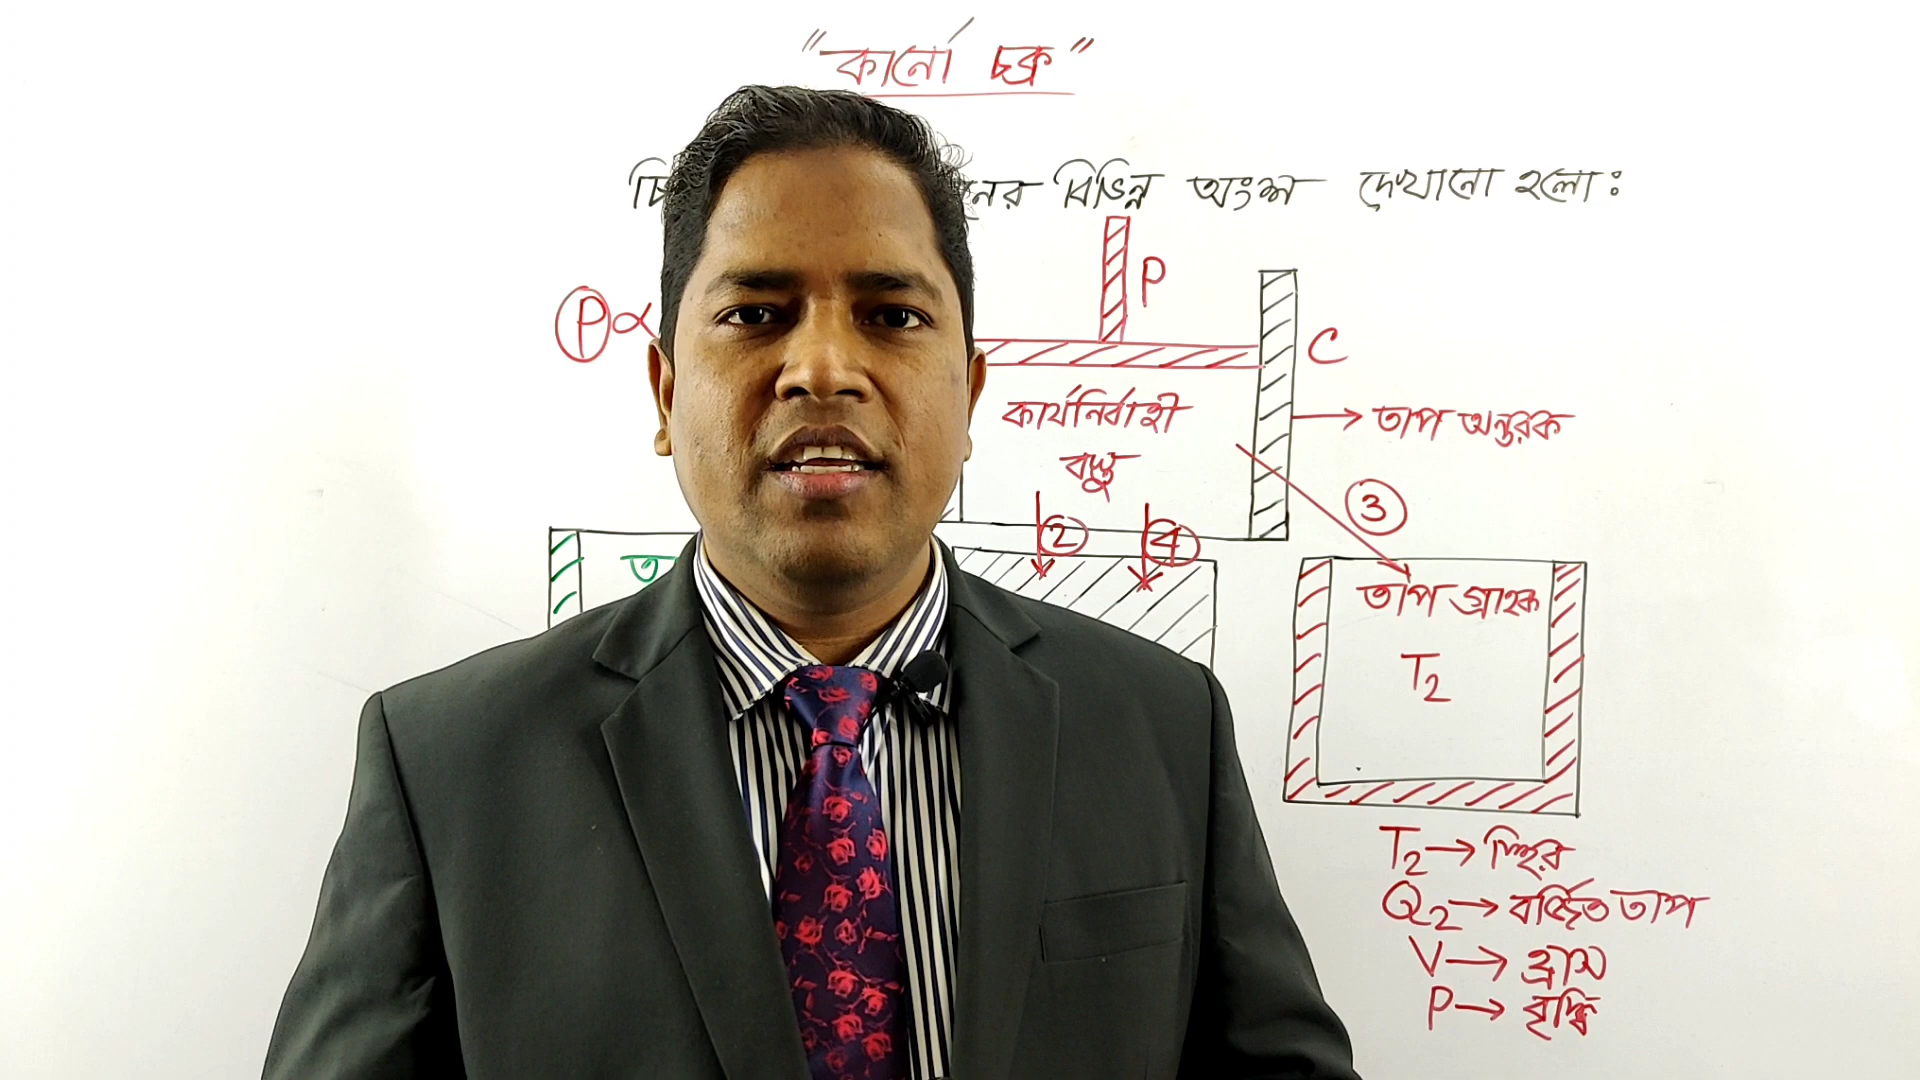 "কার্নো চক্র"
নের বিভিন্ন অংশ দেখানো হলোঃ
P
P ∝
C
কার্যনির্বাহী
বস্তু
তাপ অন্তরক
2
4
3
তাপ গ্রাহক
T₂
T₂ → স্থির
Q₂ → বর্জিত তাপ
V → হ্রাস
P → বৃদ্ধি